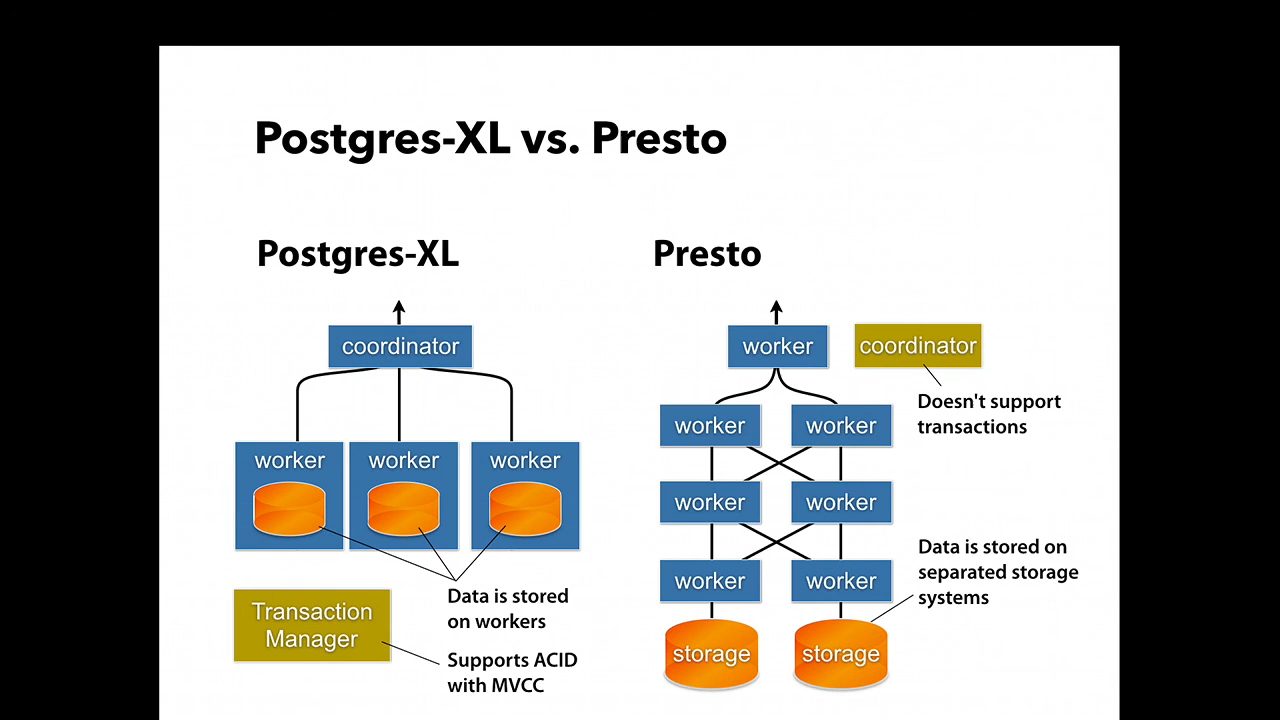 Postgres-XL vs. Presto
Postgres-XL
coordinator
worker worker worker
Data is stored
on workers
Transaction
Manager
Supports ACID
with MVCC
Presto
worker
coordinator
Doesn't support
transactions
worker worker
worker worker
worker worker
Data is stored on
separated storage
systems
storage storage